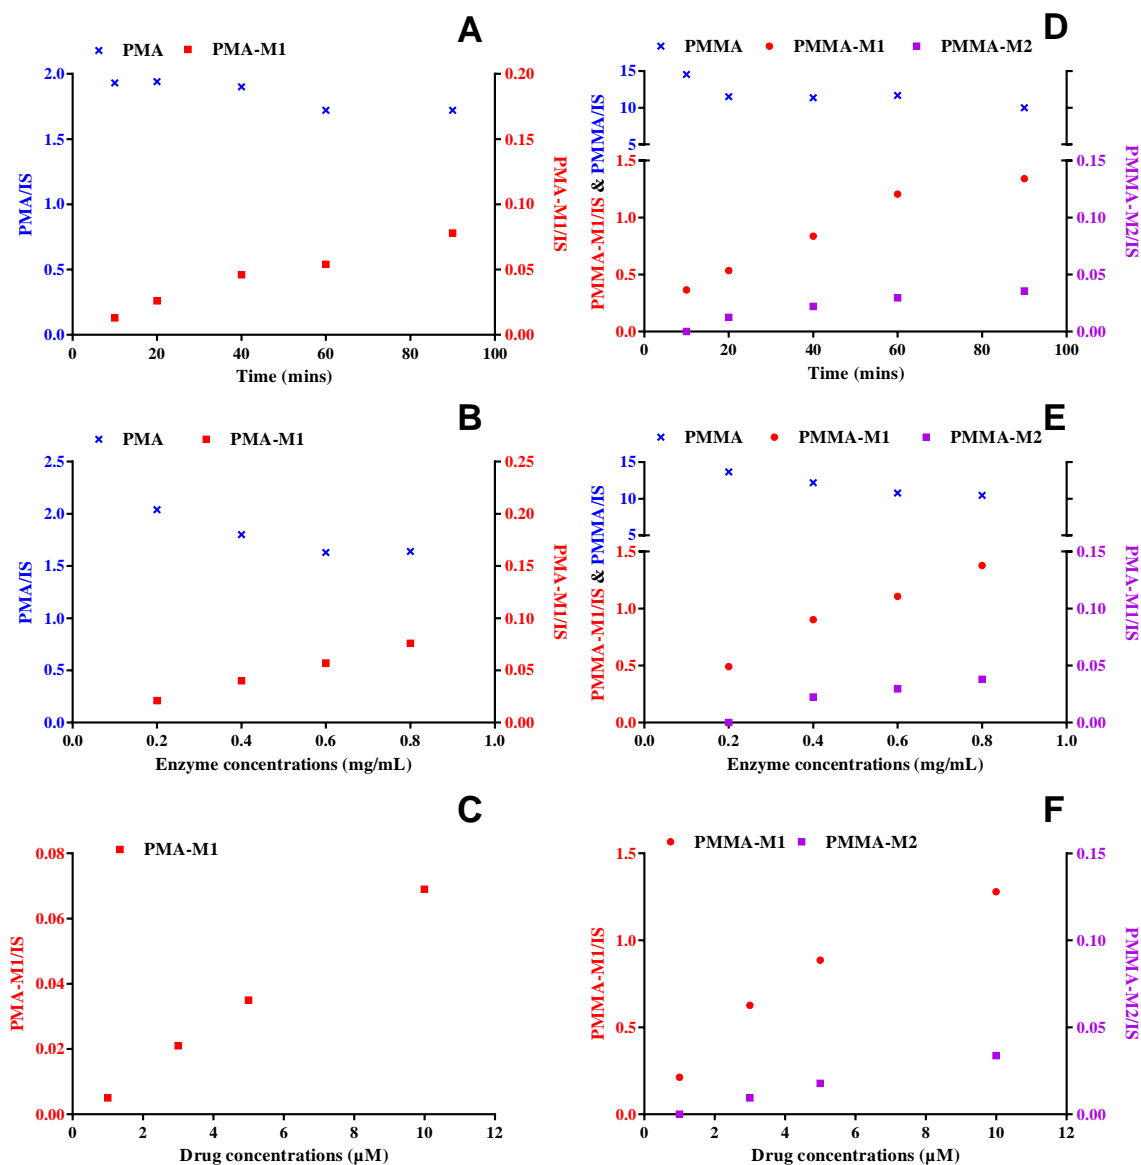 A
PMA PMA-M1
2.0
1.5
1.0
0.5
0.0
0.20
0.15
0.10
0.05
0.00
PMA/IS
PMA-M1/IS
0 20 40 60 80 100
Time (mins)
D
PMMA PMMA-M1 PMMA-M2
15
10
5
1.5
1.0
0.5
0.0
0.15
0.10
0.05
0.00
PMMA-M1/IS & PMMA/IS
PMMA-M2/IS
0 20 40 60 80 100
Time (mins)
B
PMA PMA-M1
2.5
2.0
1.5
1.0
0.5
0.0
0.25
0.20
0.15
0.10
0.05
0.00
PMA/IS
PMA-M1/IS
0.0 0.2 0.4 0.6 0.8 1.0
Enzyme concentrations (mg/mL)
E
PMMA PMMA-M1 PMMA-M2
15
10
5
1.5
1.0
0.5
0.0
0.15
0.10
0.05
0.00
PMMA-M1/IS & PMMA/IS
PMA-M1/IS
0.0 0.2 0.4 0.6 0.8 1.0
Enzyme concentrations (mg/mL)
C
PMA-M1
0.08
0.06
0.04
0.02
0.00
PMA-M1/IS
0 2 4 6 8 10 12
Drug concentrations (µM)
F
PMMA-M1 PMMA-M2
1.5
1.0
0.5
0.0
0.15
0.10
0.05
0.00
PMMA-M1/IS
PMMA-M2/IS
0 2 4 6 8 10 12
Drug concentrations (µM)